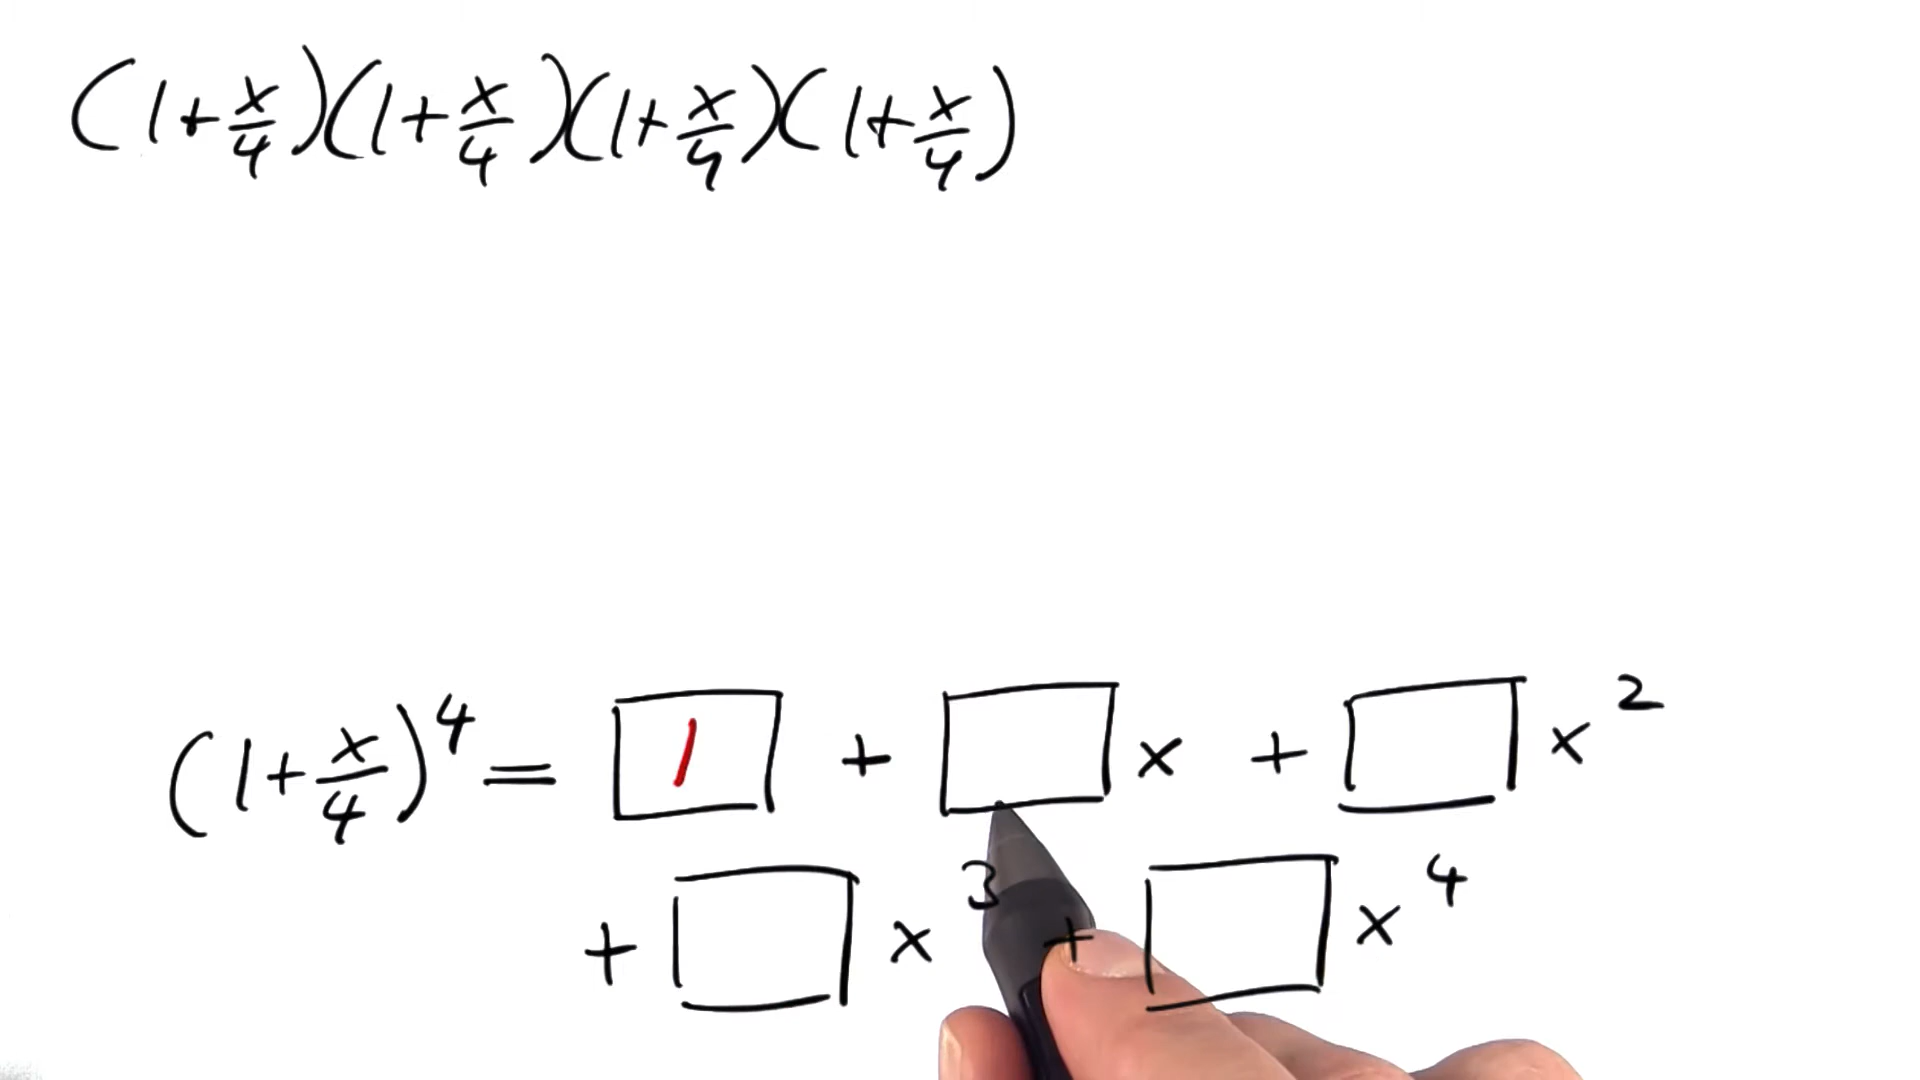 (1+x/4)(1+x/4)(1+x/4)(1+x/4)
(1+x/4)^4 = 1 + □x + □x^2
+ □x^3 + □x^4